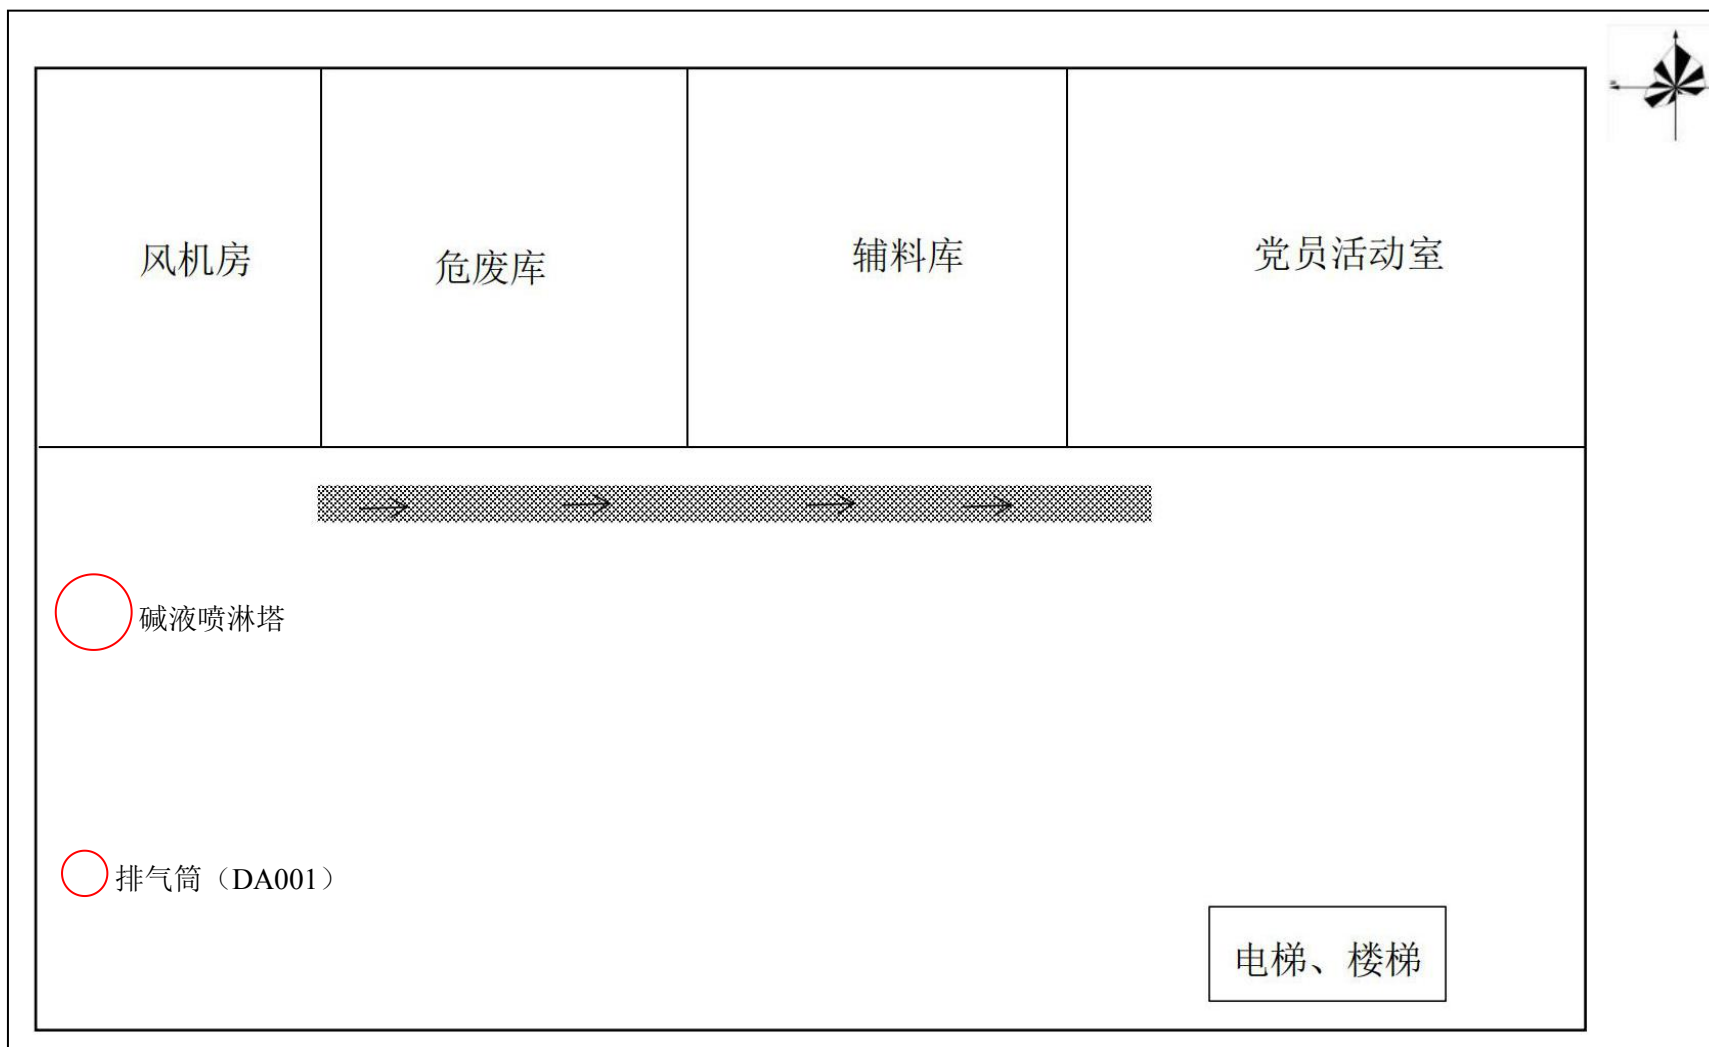 风机房
危废库
辅料库
党员活动室
碱液喷淋塔
排气筒（DA001）
电梯、楼梯